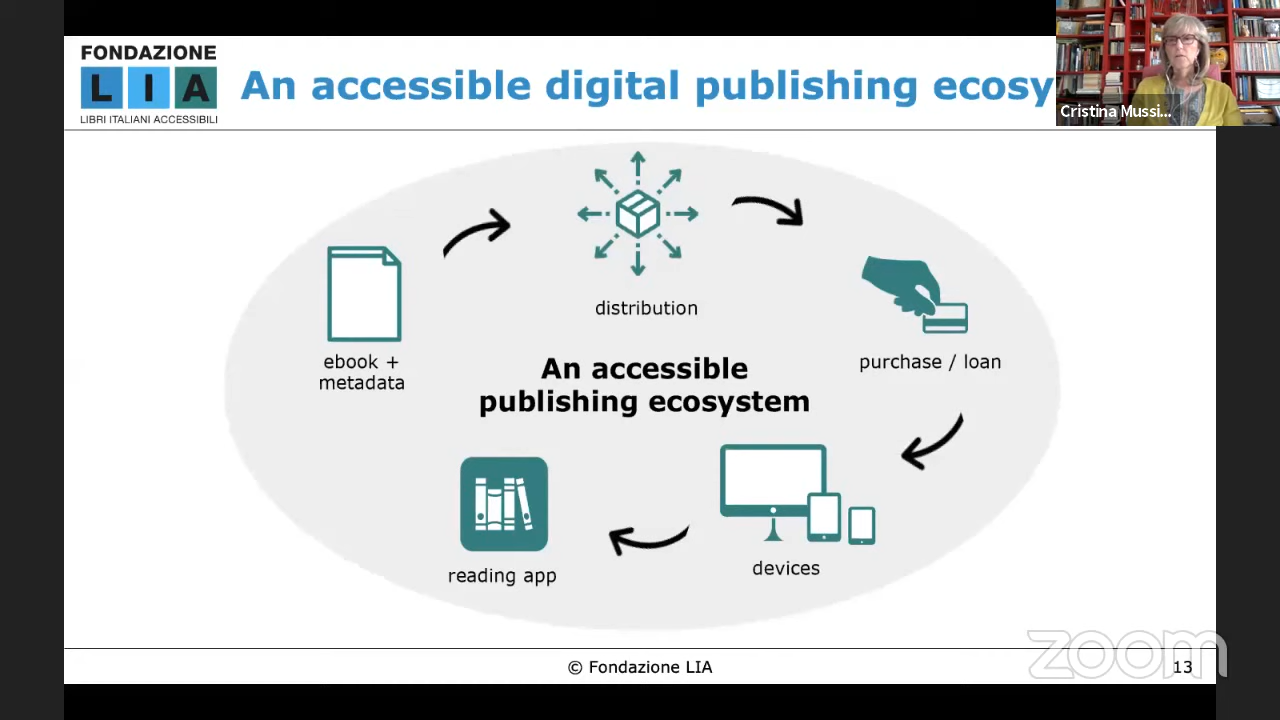 FONDAZIONE
LIA
LIBRI ITALIANI ACCESSIBILI
An accessible digital publishing ecosy
Cristina Mussi...
distribution
ebook +
metadata
purchase / loan
An accessible
publishing ecosystem
reading app
devices
© Fondazione LIA
zoom
13